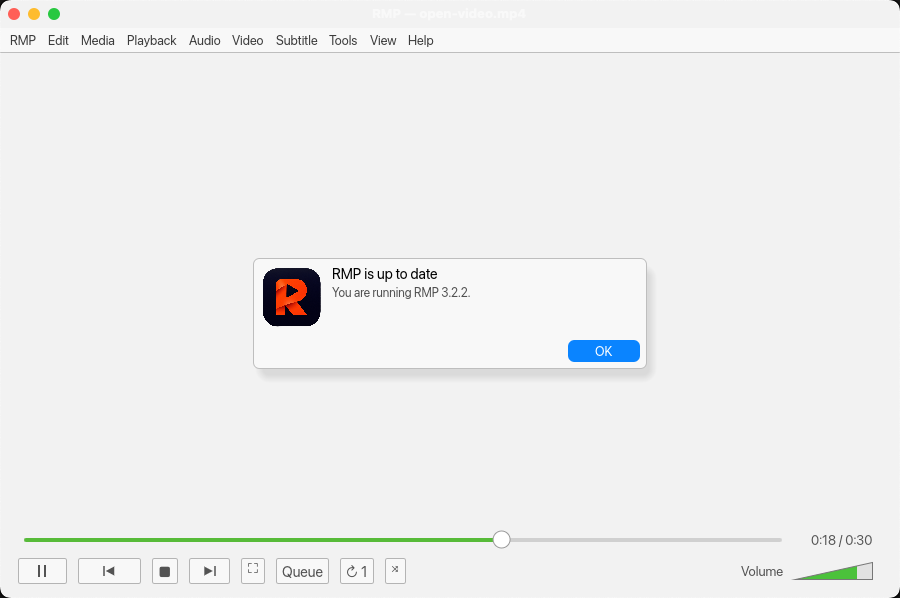 RMP — open-video.mp4
RMP Edit Media Playback Audio Video Subtitle Tools View Help
RMP is up to date
You are running RMP 3.2.2.
OK
0:18 / 0:30
Queue 1 Volume